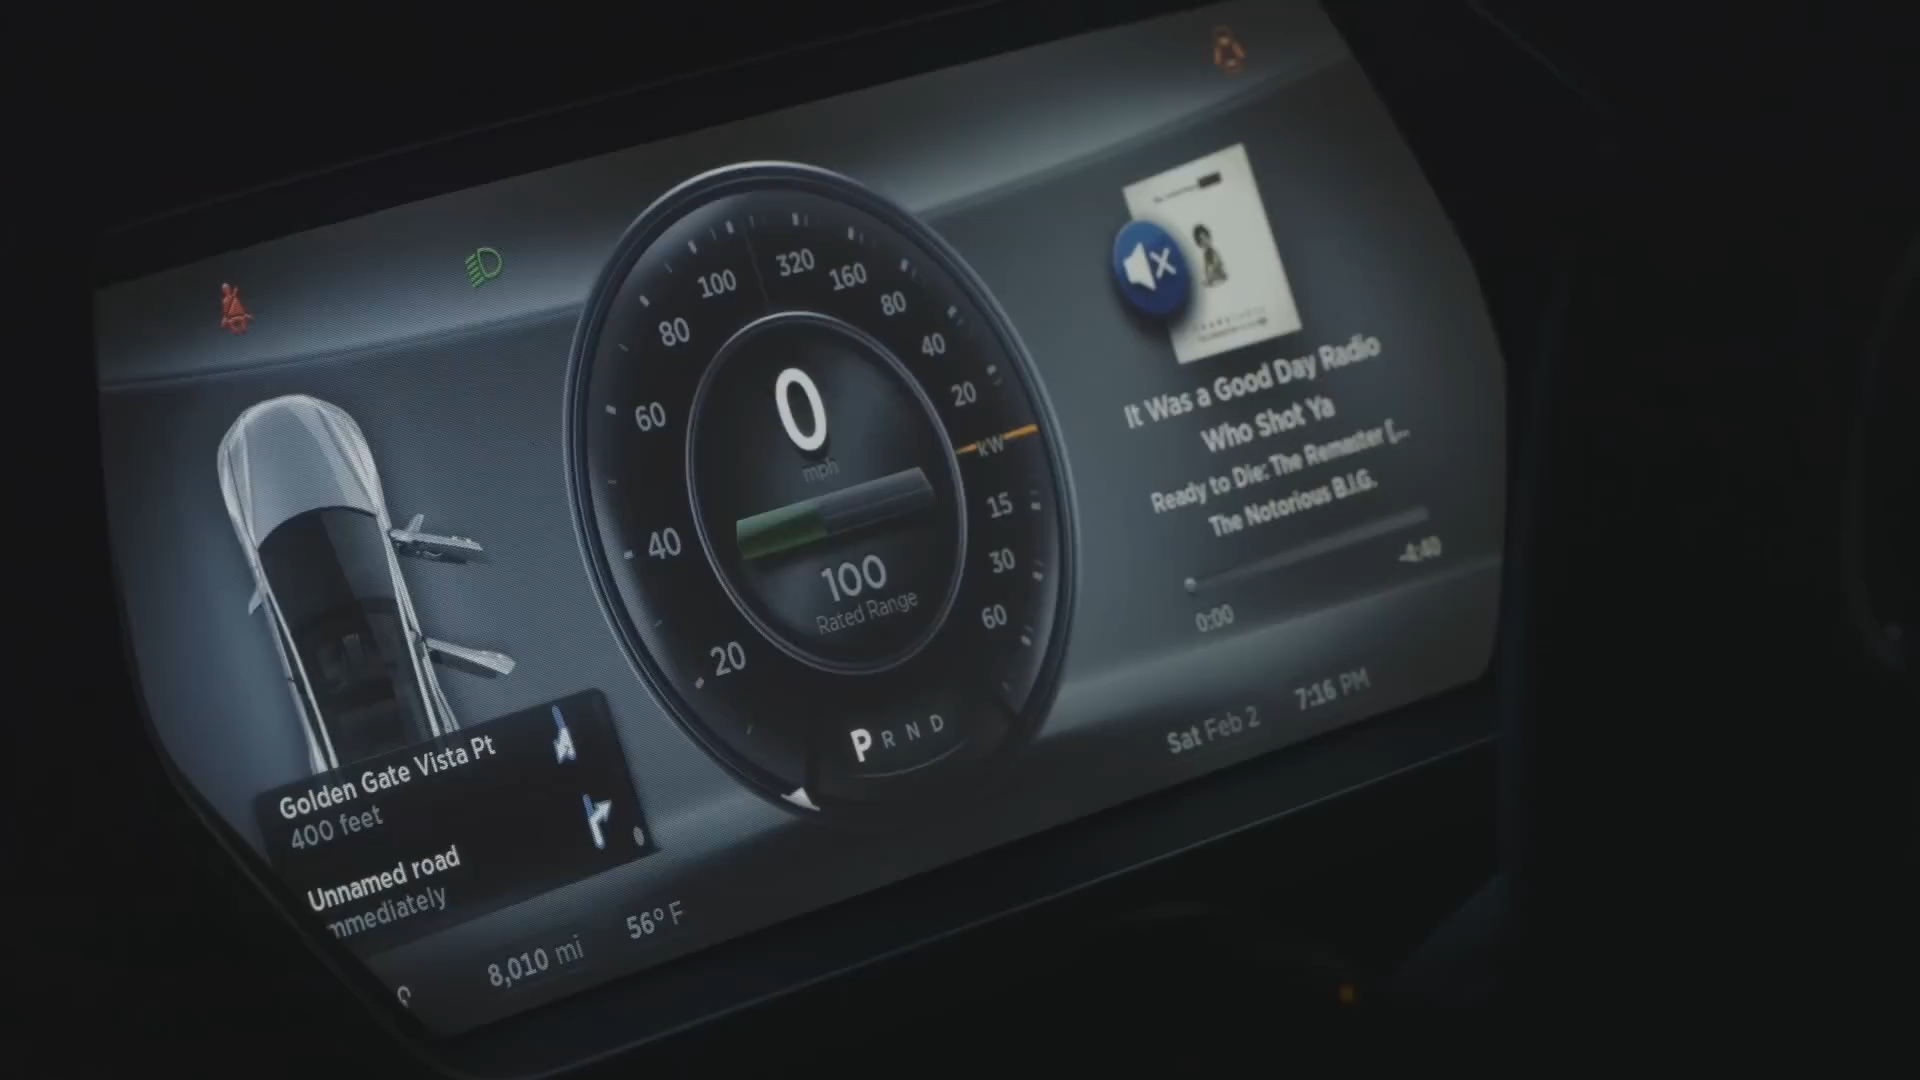 100
320
160
80
80
40
60
20
0
mph
kW
15
40
100
30
Rated Range
60
20
P R N D
It Was a Good Day Radio
Who Shot Ya
Ready to Die: The Remaster [...
The Notorious B.I.G.
-4:40
0:00
Golden Gate Vista Pt
400 feet
Unnamed road
mmediately
8,010 mi
56° F
Sat Feb 2
7:16 PM